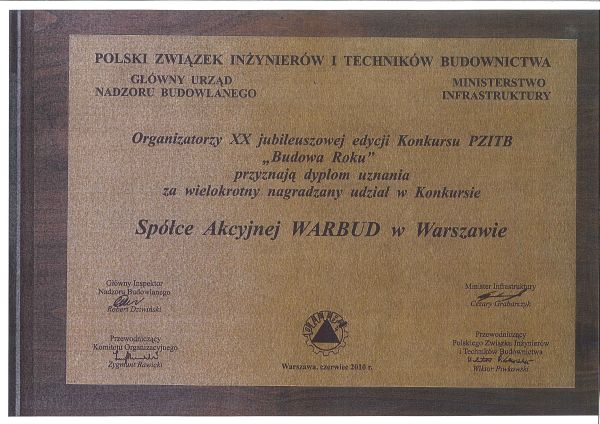 POLSKI ZWIĄZEK INŻYNIERÓW I TECHNIKÓW BUDOWNICTWA
GŁÓWNY URZĄD
NADZORU BUDOWLANEGO
MINISTERSTWO
INFRASTRUKTURY
Organizatorzy XX jubileuszowej edycji Konkursu PZITB
„Budowa Roku”
przyznają dyplom uznania
za wielokrotny nagradzany udział w Konkursie
Spółce Akcyjnej WARBUD w Warszawie
Główny Inspektor
Nadzoru Budowlanego
Robert Dziwiński
Minister Infrastruktury
Cezary Grabarczyk
Przewodniczący
Komitetu Organizacyjnego
Zygmunt Rawicki
Przewodniczący
Polskiego Związku Inżynierów
i Techników Budownictwa
Wiktor Piwkowski
Warszawa, czerwiec 2010 r.